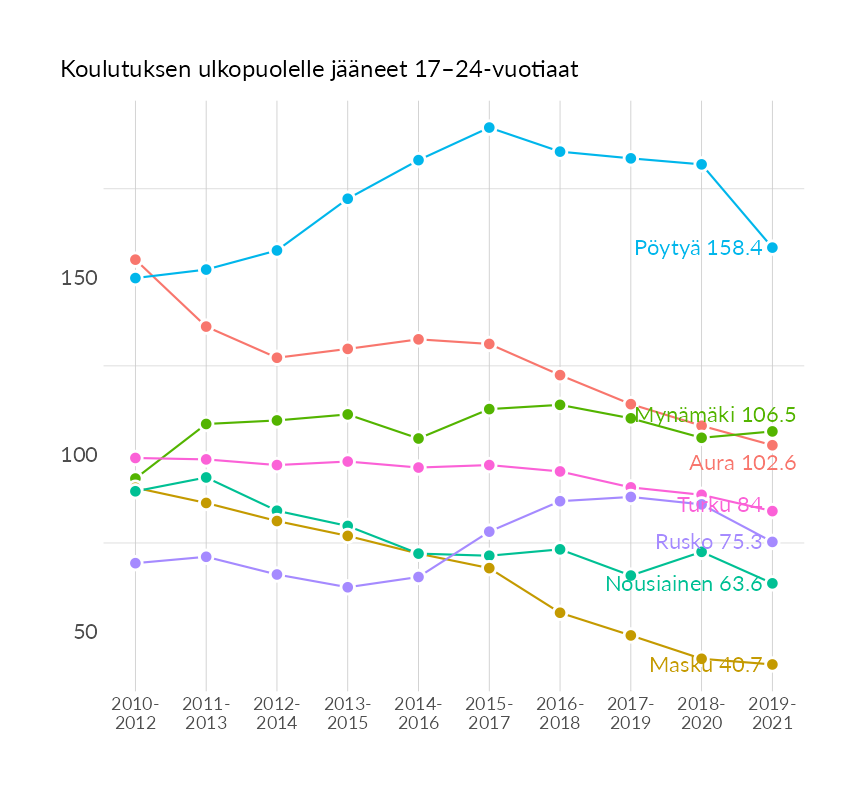 Koulutuksen ulkopuolelle jääneet 17–24-vuotiaat
150
100
50
Pöytyä 158.4
Mynämäki 106.5
Aura 102.6
Turku 84
Rusko 75.3
Nousiainen 63.6
Masku 40.7
2010- 2011- 2012- 2013- 2014- 2015- 2016- 2017- 2018- 2019-
2012 2013 2014 2015 2016 2017 2018 2019 2020 2021